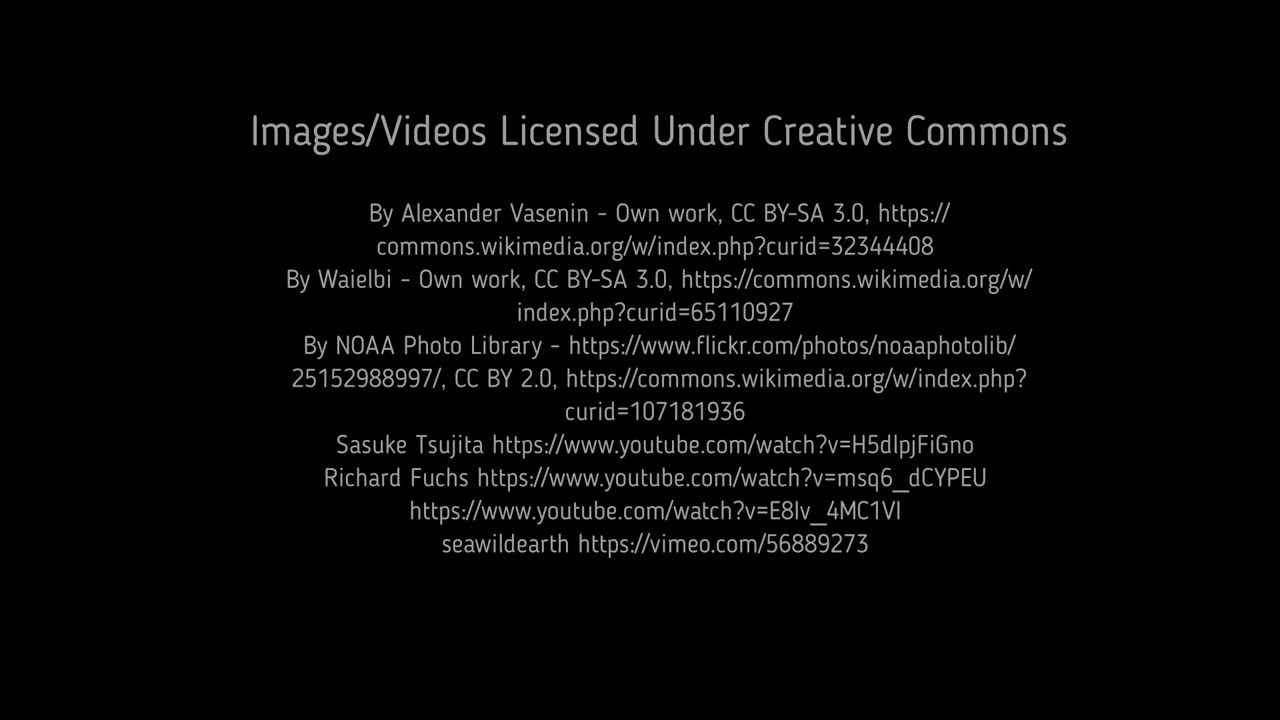 Images/Videos Licensed Under Creative Commons
By Alexander Vasenin - Own work, CC BY-SA 3.0, https://
commons.wikimedia.org/w/index.php?curid=32344408
By Waielbi - Own work, CC BY-SA 3.0, https://commons.wikimedia.org/w/
index.php?curid=65110927
By NOAA Photo Library - https://www.flickr.com/photos/noaaphotolib/
25152988997/, CC BY 2.0, https://commons.wikimedia.org/w/index.php?
curid=107181936
Sasuke Tsujita https://www.youtube.com/watch?v=H5dlpjFiGno
Richard Fuchs https://www.youtube.com/watch?v=msq6_dCYPEU
https://www.youtube.com/watch?v=E8Iv_4MC1VI
seawildearth https://vimeo.com/56889273